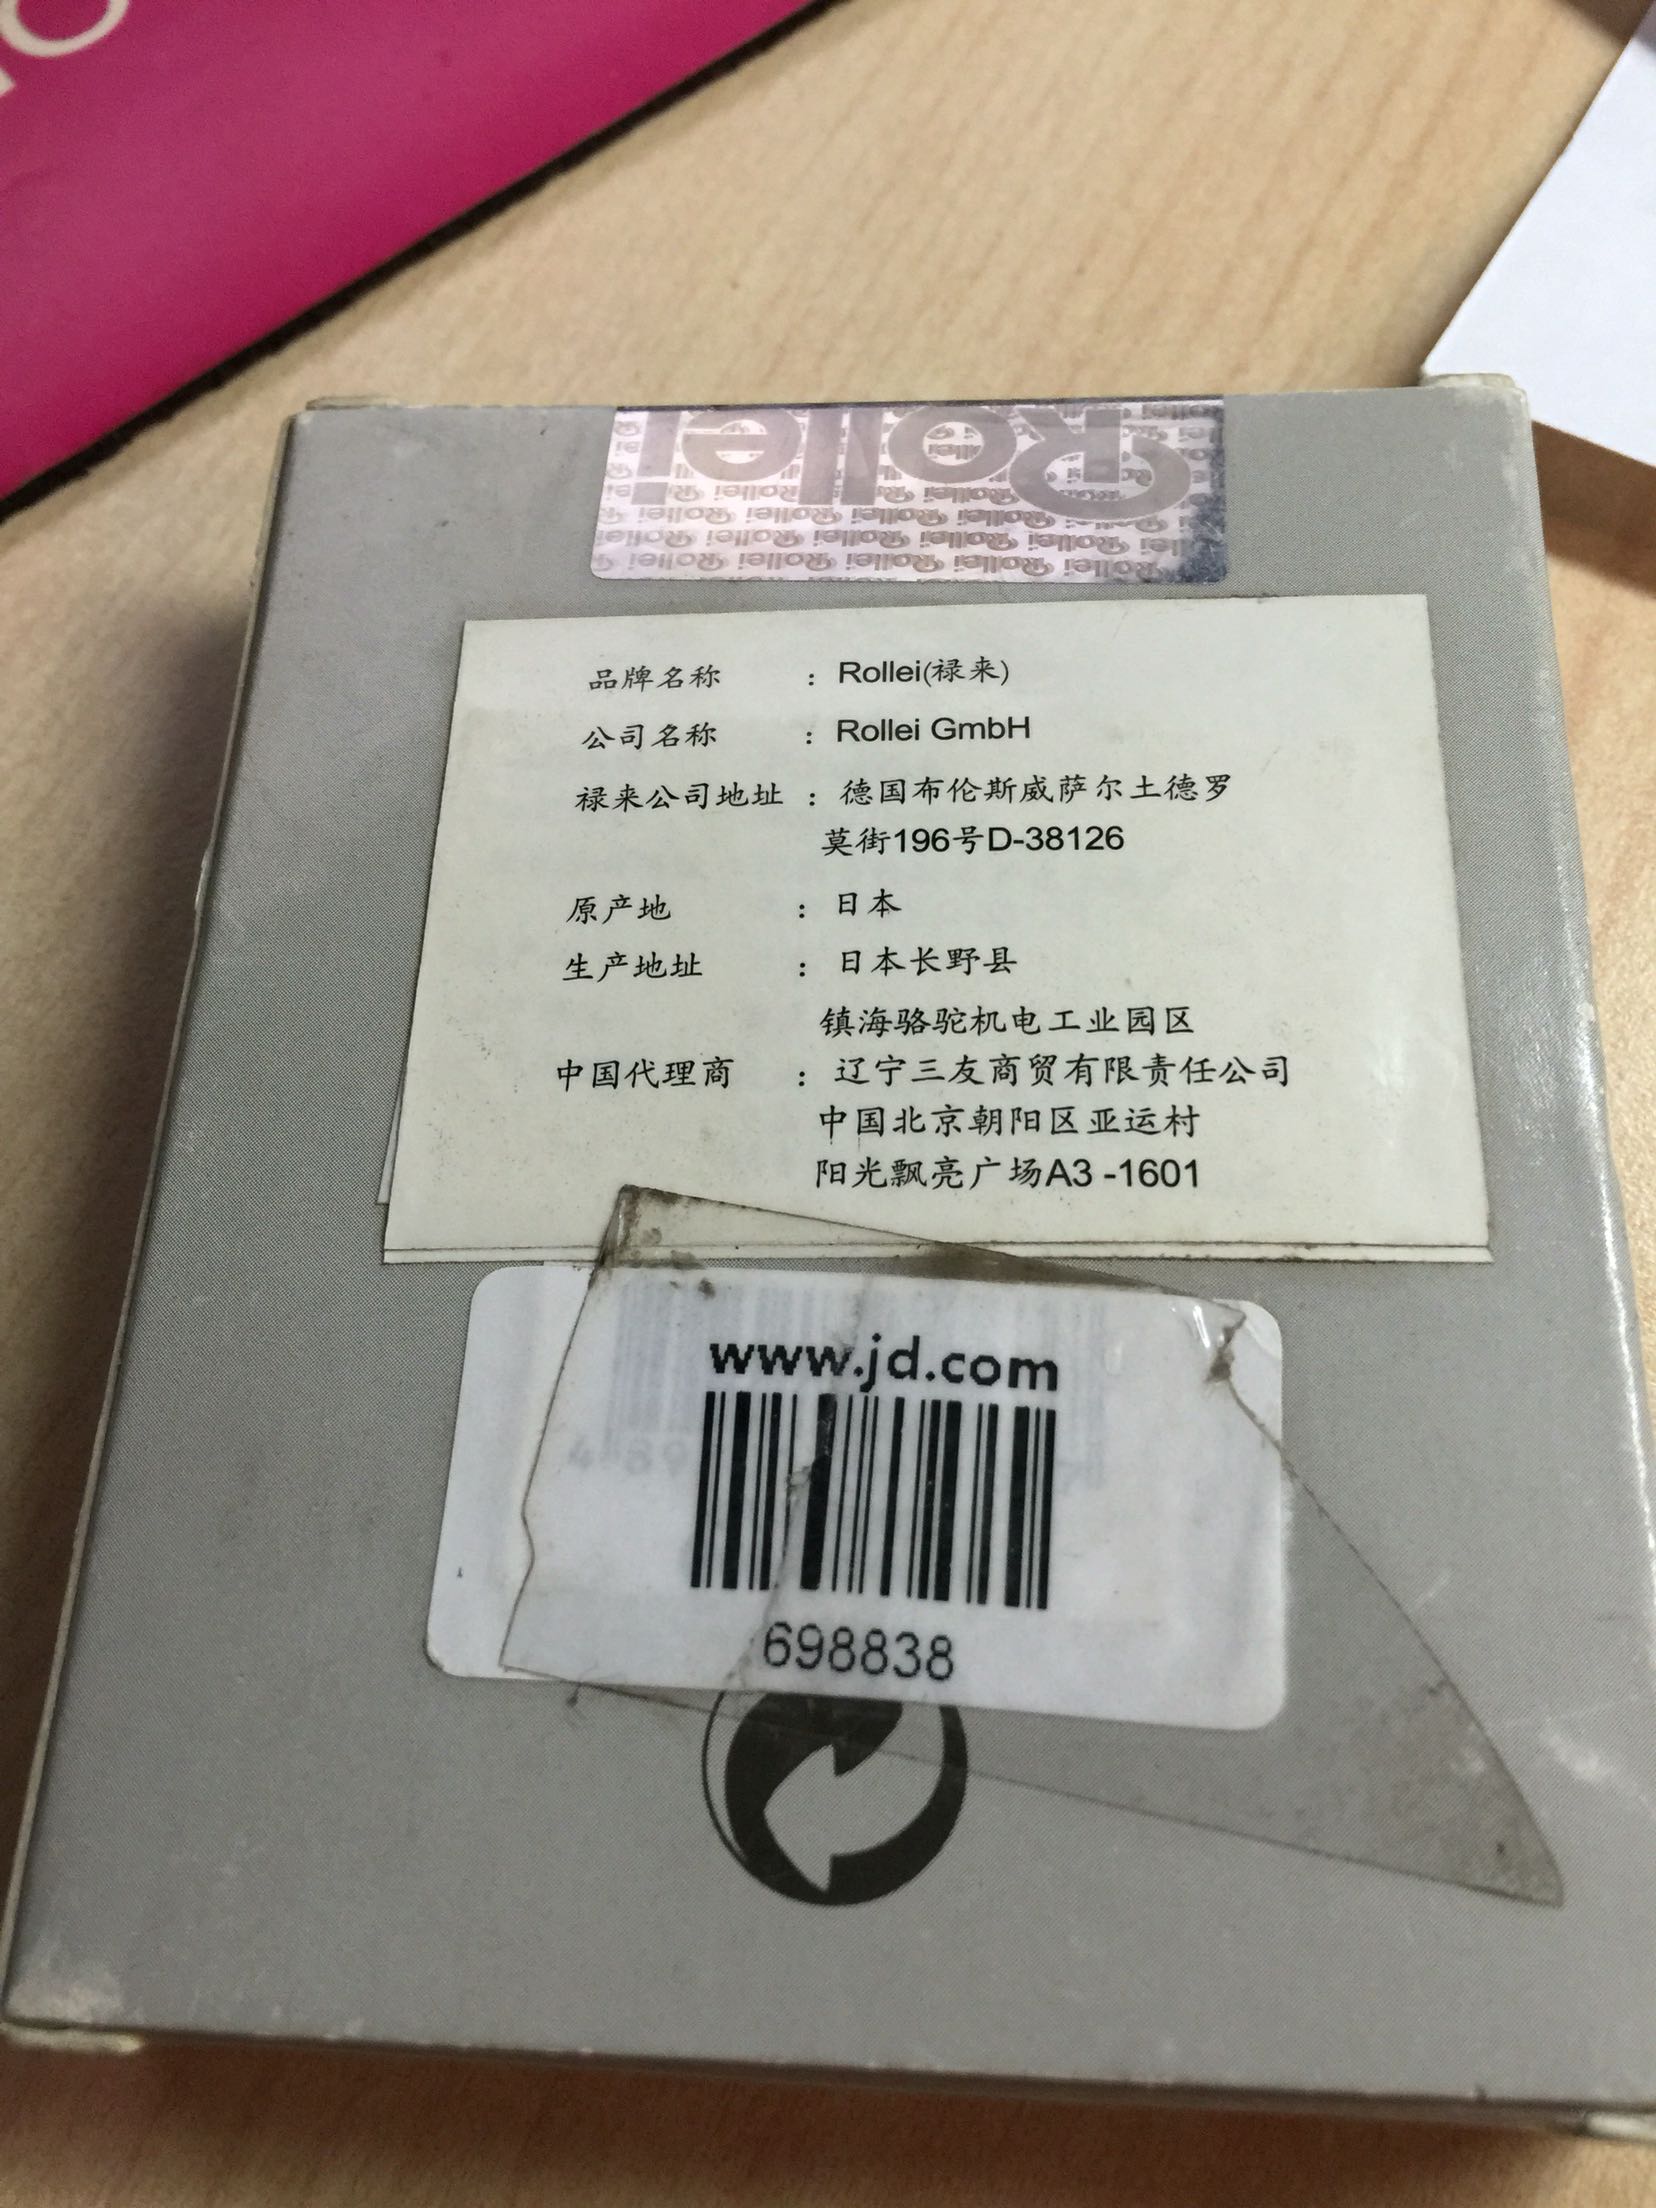 Rollei
品牌名称 : Rollei(禄来)
公司名称 : Rollei GmbH
禄来公司地址 : 德国布伦斯威萨尔土德罗
莫街196号D-38126
原产地 : 日本
生产地址 : 日本长野县
镇海骆驼机电工业园区
中国代理商 : 辽宁三友商贸有限责任公司
中国北京朝阳区亚运村
阳光飘亮广场A3 -1601
www.jd.com
698838